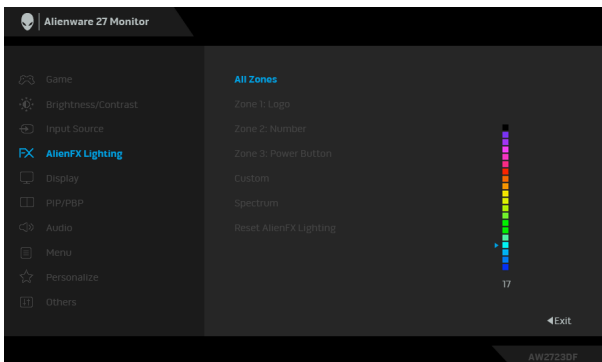 Alienware 27 Monitor
Game
Brightness/Contrast
Input Source
AlienFX Lighting
Display
PIP/PBP
Audio
Menu
Personalize
Others
All Zones
Zone 1: Logo
Zone 2: Number
Zone 3: Power Button
Custom
Spectrum
Reset AlienFX Lighting
17
Exit
AW2723DF